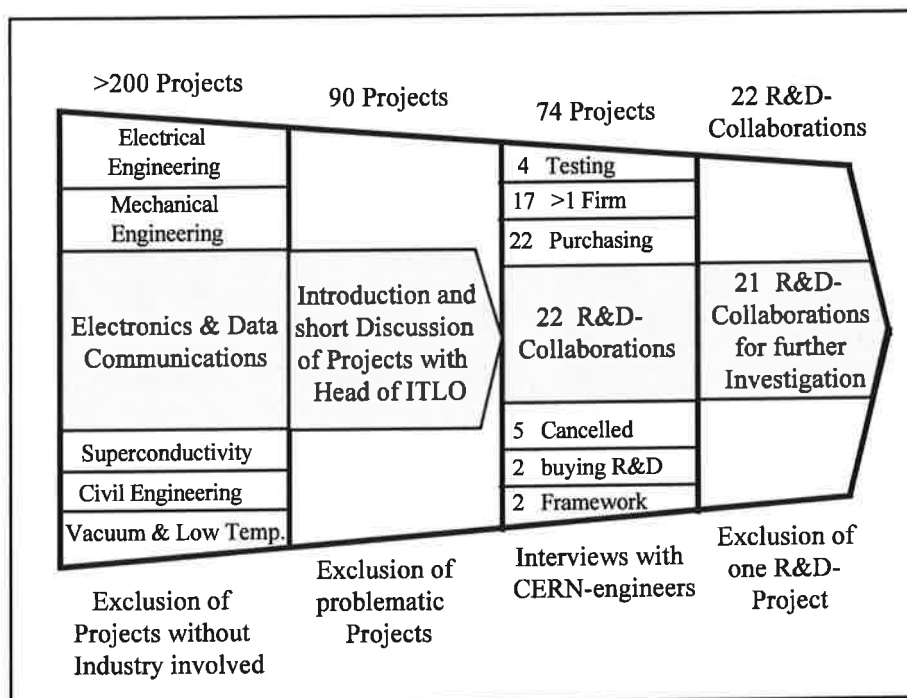 >200 Projects
90 Projects
74 Projects
22 R&D-
Collaborations
Electrical
Engineering
Mechanical
Engineering
Electronics & Data
Communications
Superconductivity
Civil Engineering
Vacuum & Low Temp.
Introduction and
short Discussion
of Projects with
Head of ITLO
4 Testing
17 >1 Firm
22 Purchasing
22 R&D-
Collaborations
5 Cancelled
2 buying R&D
2 Framework
21 R&D-
Collaborations
for further
Investigation
Exclusion of
Projects without
Industry involved
Exclusion of
problematic
Projects
Interviews with
CERN-engineers
Exclusion of
one R&D-
Project